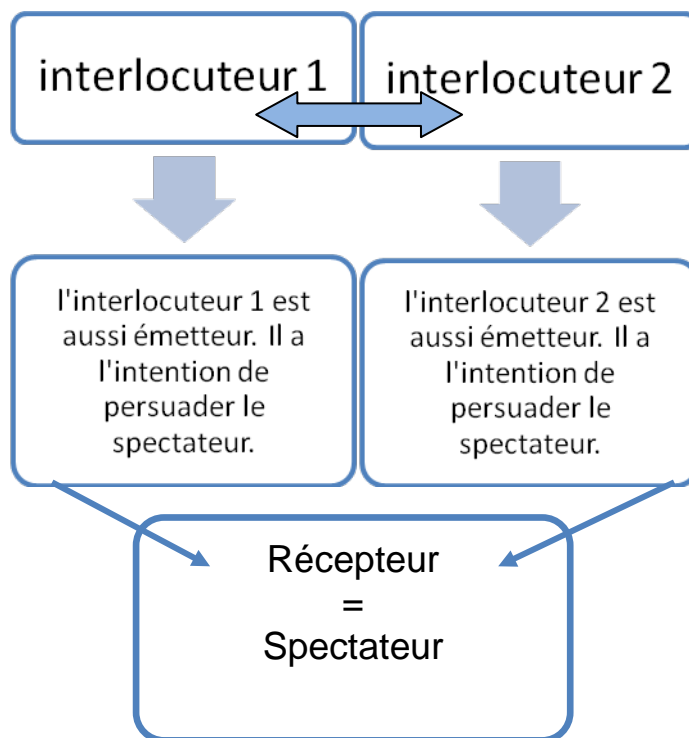 interlocuteur 1
interlocuteur 2
l'interlocuteur 1 est
aussi émetteur. Il a
l'intention de
persuader le
spectateur.
l'interlocuteur 2 est
aussi émetteur. Il a
l'intention de
persuader le
spectateur.
Récepteur
=
Spectateur